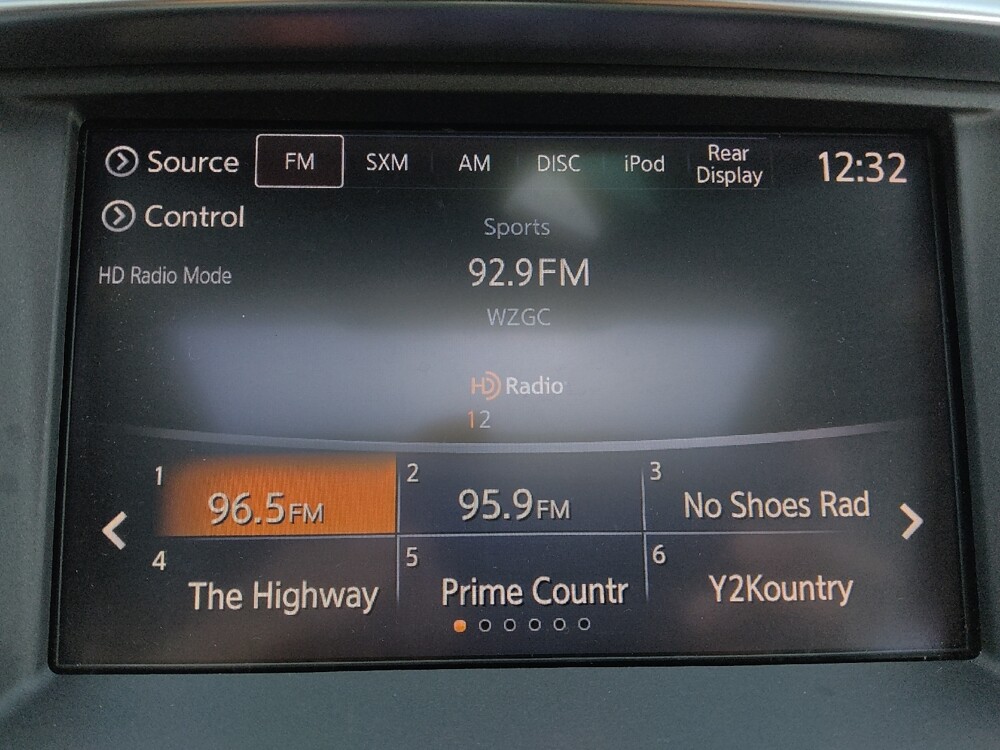 Source FM SXM AM DISC iPod Rear Display 12:32
Control
Sports
HD Radio Mode
92.9FM
WZGC
HD Radio
12
1 96.5FM
2 95.9FM
3 No Shoes Rad
4 The Highway
5 Prime Countr
6 Y2Kountry